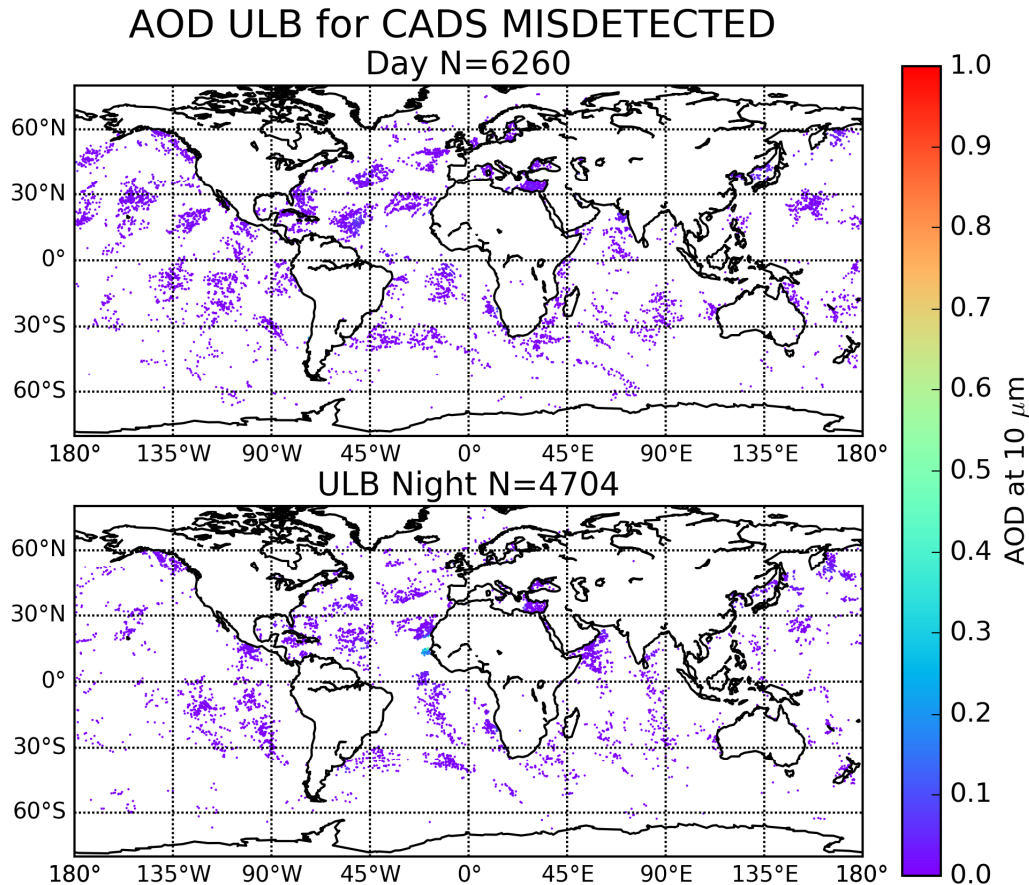 AOD ULB for CADS MISDETECTED
Day N=6260
60°N
30°N
0°
30°S
60°S
180° 135°W 90°W 45°W 0° 45°E 90°E 135°E 180°
ULB Night N=4704
60°N
30°N
0°
30°S
60°S
180° 135°W 90°W 45°W 0° 45°E 90°E 135°E 180°
1.0
0.9
0.8
0.7
0.6
0.5
0.4
0.3
0.2
0.1
0.0
AOD at 10 μm